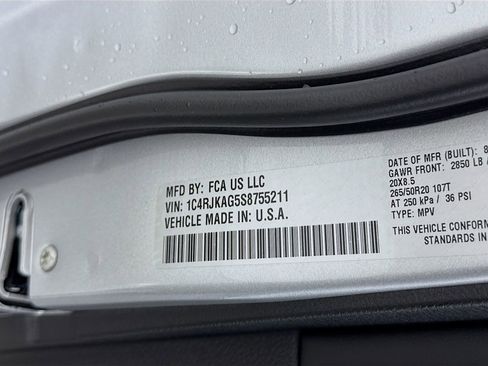 MFD BY: FCA US LLC
VIN: 1C4RJKAG5S8755211
VEHICLE MADE IN: U.S.A.
DATE OF MFR (BUILT): 8
GAWR FRONT: 2850 LB
20X8.5
265/50R20 107T
AT 250 kPa / 36 PSI
TYPE: MPV
THIS VEHICLE CONFORM
STANDARDS IN